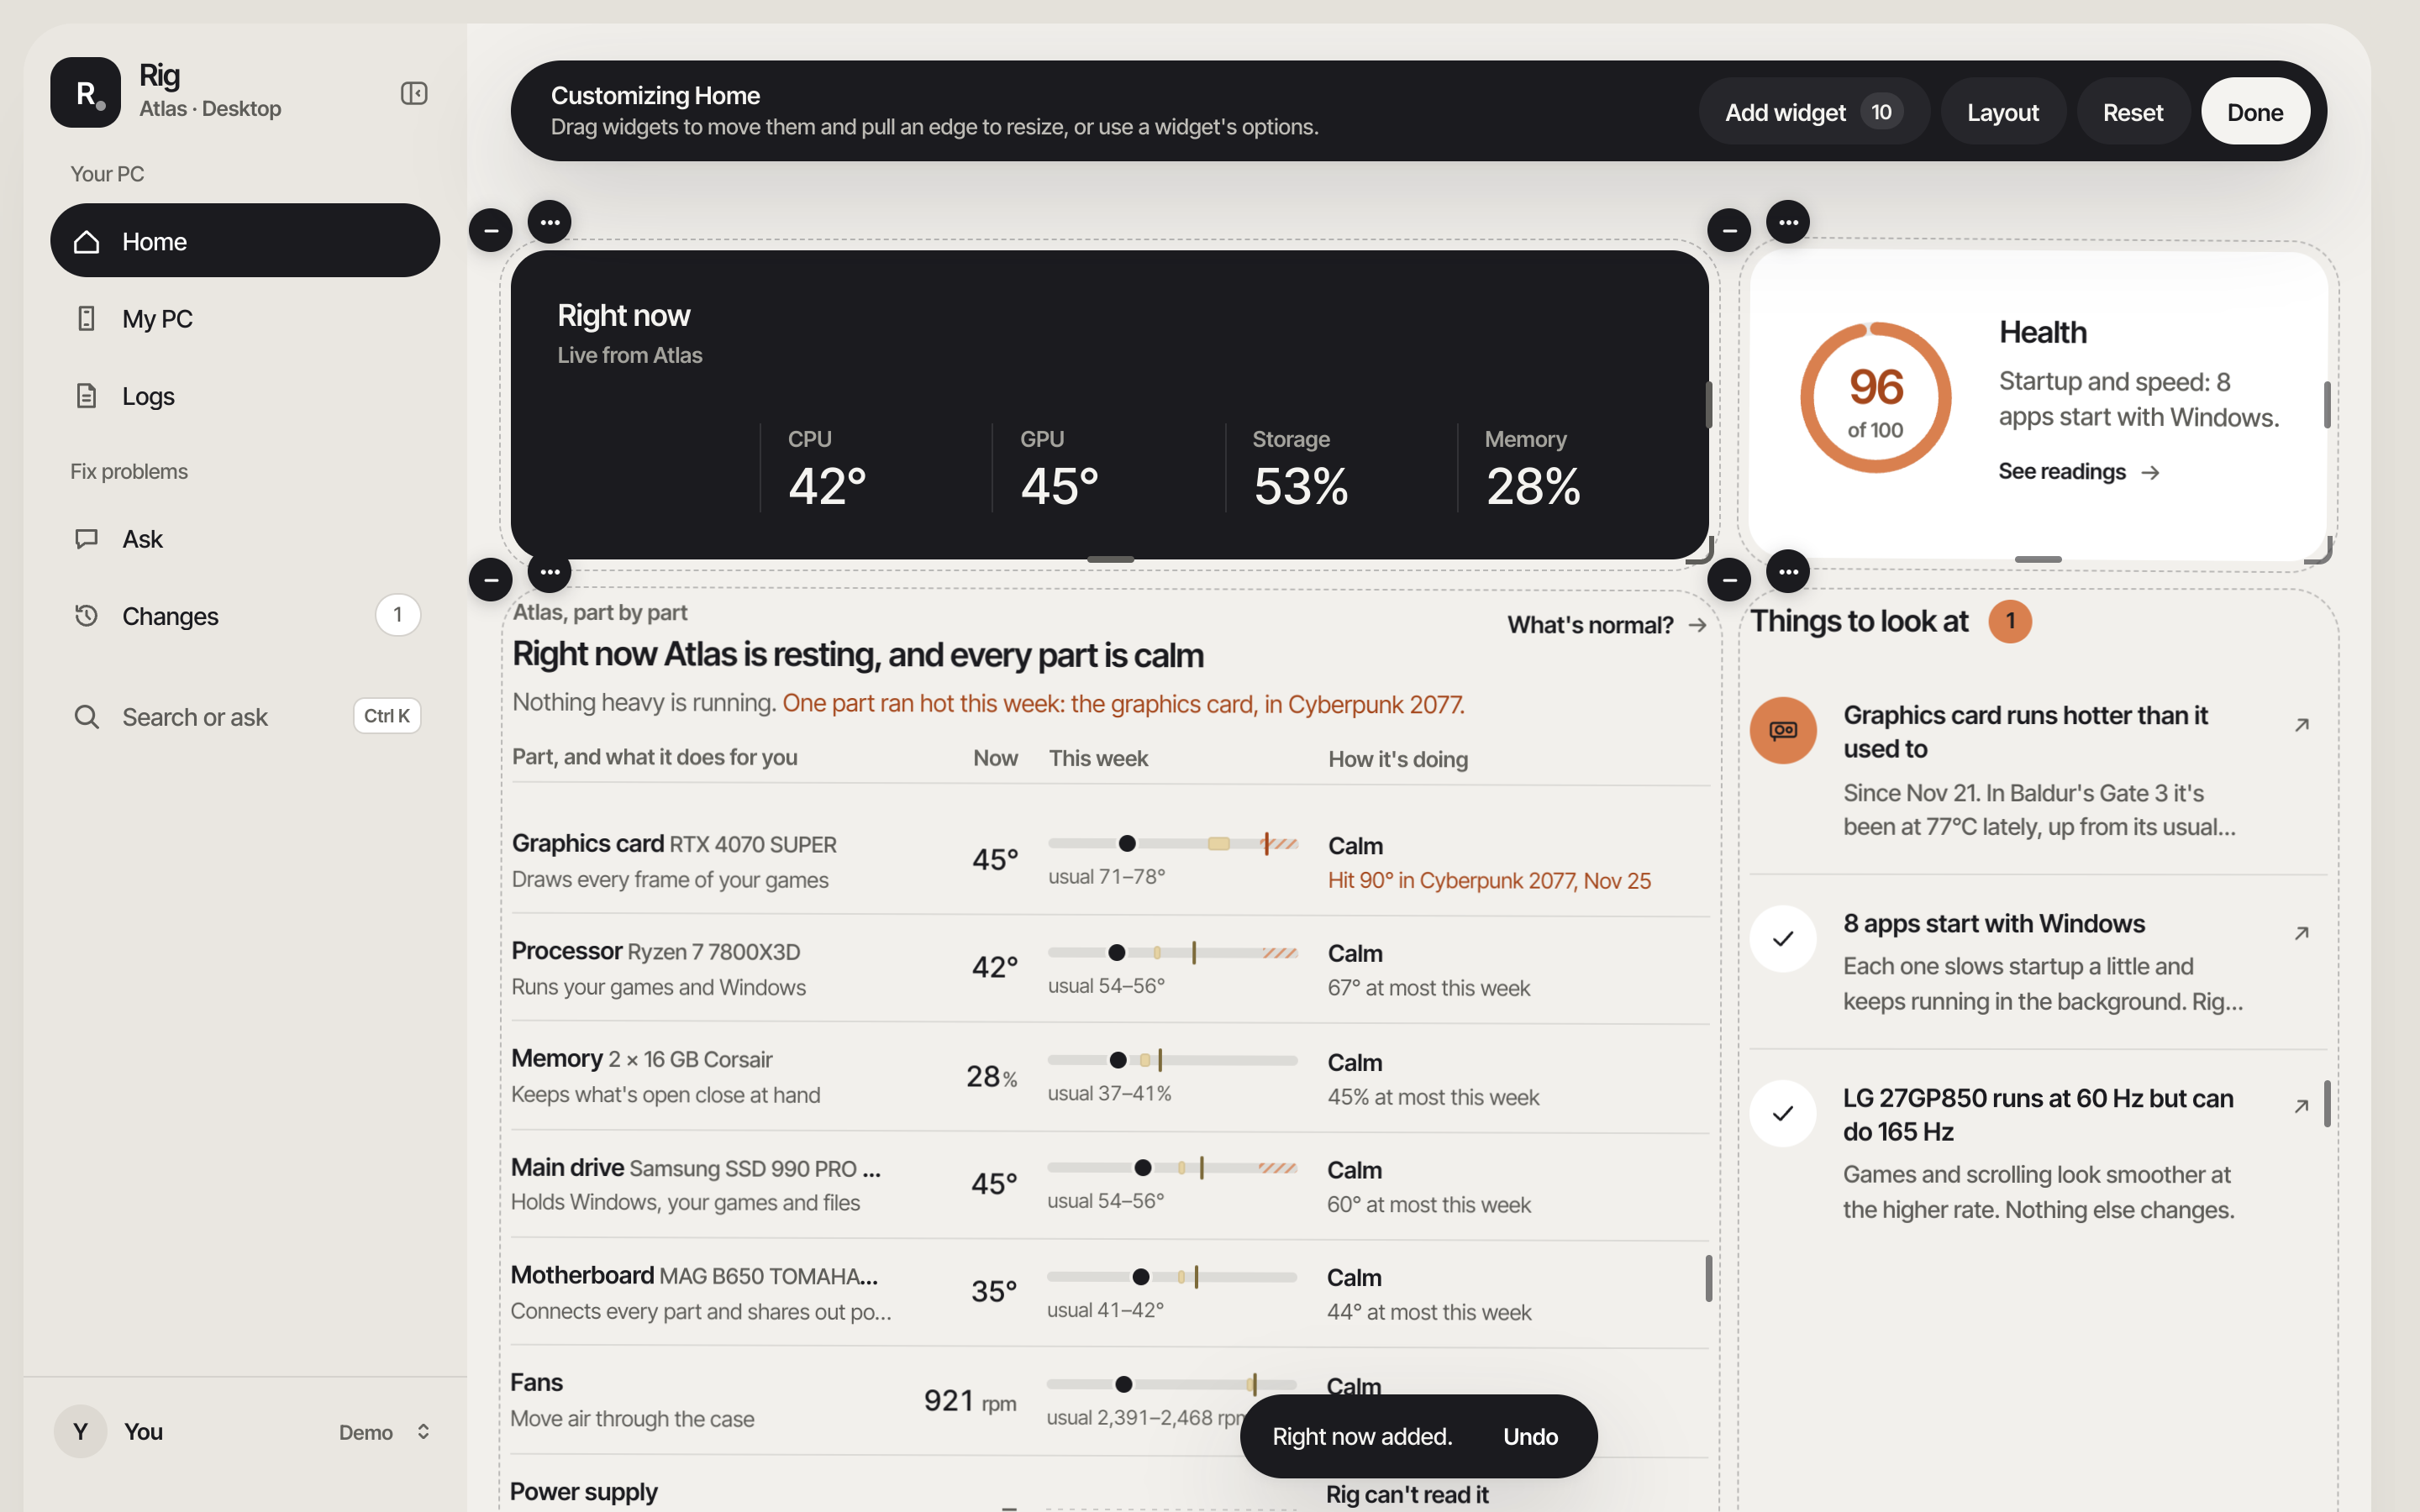 R.
Rig
Atlas · Desktop
Your PC
Home
My PC
Logs
Fix problems
Ask
Changes 1
Search or ask Ctrl K
Y You Demo
Customizing Home
Drag widgets to move them and pull an edge to resize, or use a widget's options.
Add widget 10 Layout Reset Done
Right now
Live from Atlas
CPU GPU Storage Memory
42° 45° 53% 28%
96
of 100
Health
Startup and speed: 8
apps start with Windows.
See readings →
Atlas, part by part
What's normal? →
Right now Atlas is resting, and every part is calm
Nothing heavy is running. One part ran hot this week: the graphics card, in Cyberpunk 2077.
Part, and what it does for you Now This week How it's doing
Graphics card RTX 4070 SUPER
Draws every frame of your games
45°
usual 71–78°
Calm
Hit 90° in Cyberpunk 2077, Nov 25
Processor Ryzen 7 7800X3D
Runs your games and Windows
42°
usual 54–56°
Calm
67° at most this week
Memory 2 × 16 GB Corsair
Keeps what's open close at hand
28%
usual 37–41%
Calm
45% at most this week
Main drive Samsung SSD 990 PRO ...
Holds Windows, your games and files
45°
usual 54–56°
Calm
60° at most this week
Motherboard MAG B650 TOMAHA...
Connects every part and shares out po...
35°
usual 41–42°
Calm
44° at most this week
Fans
Move air through the case
921 rpm
usual 2,391–2,468 rpm
Calm
Power supply
Rig can't read it
Right now added. Undo
Things to look at 1
Graphics card runs hotter than it
used to
Since Nov 21. In Baldur's Gate 3 it's
been at 77°C lately, up from its usual...
8 apps start with Windows
Each one slows startup a little and
keeps running in the background. Rig...
LG 27GP850 runs at 60 Hz but can
do 165 Hz
Games and scrolling look smoother at
the higher rate. Nothing else changes.